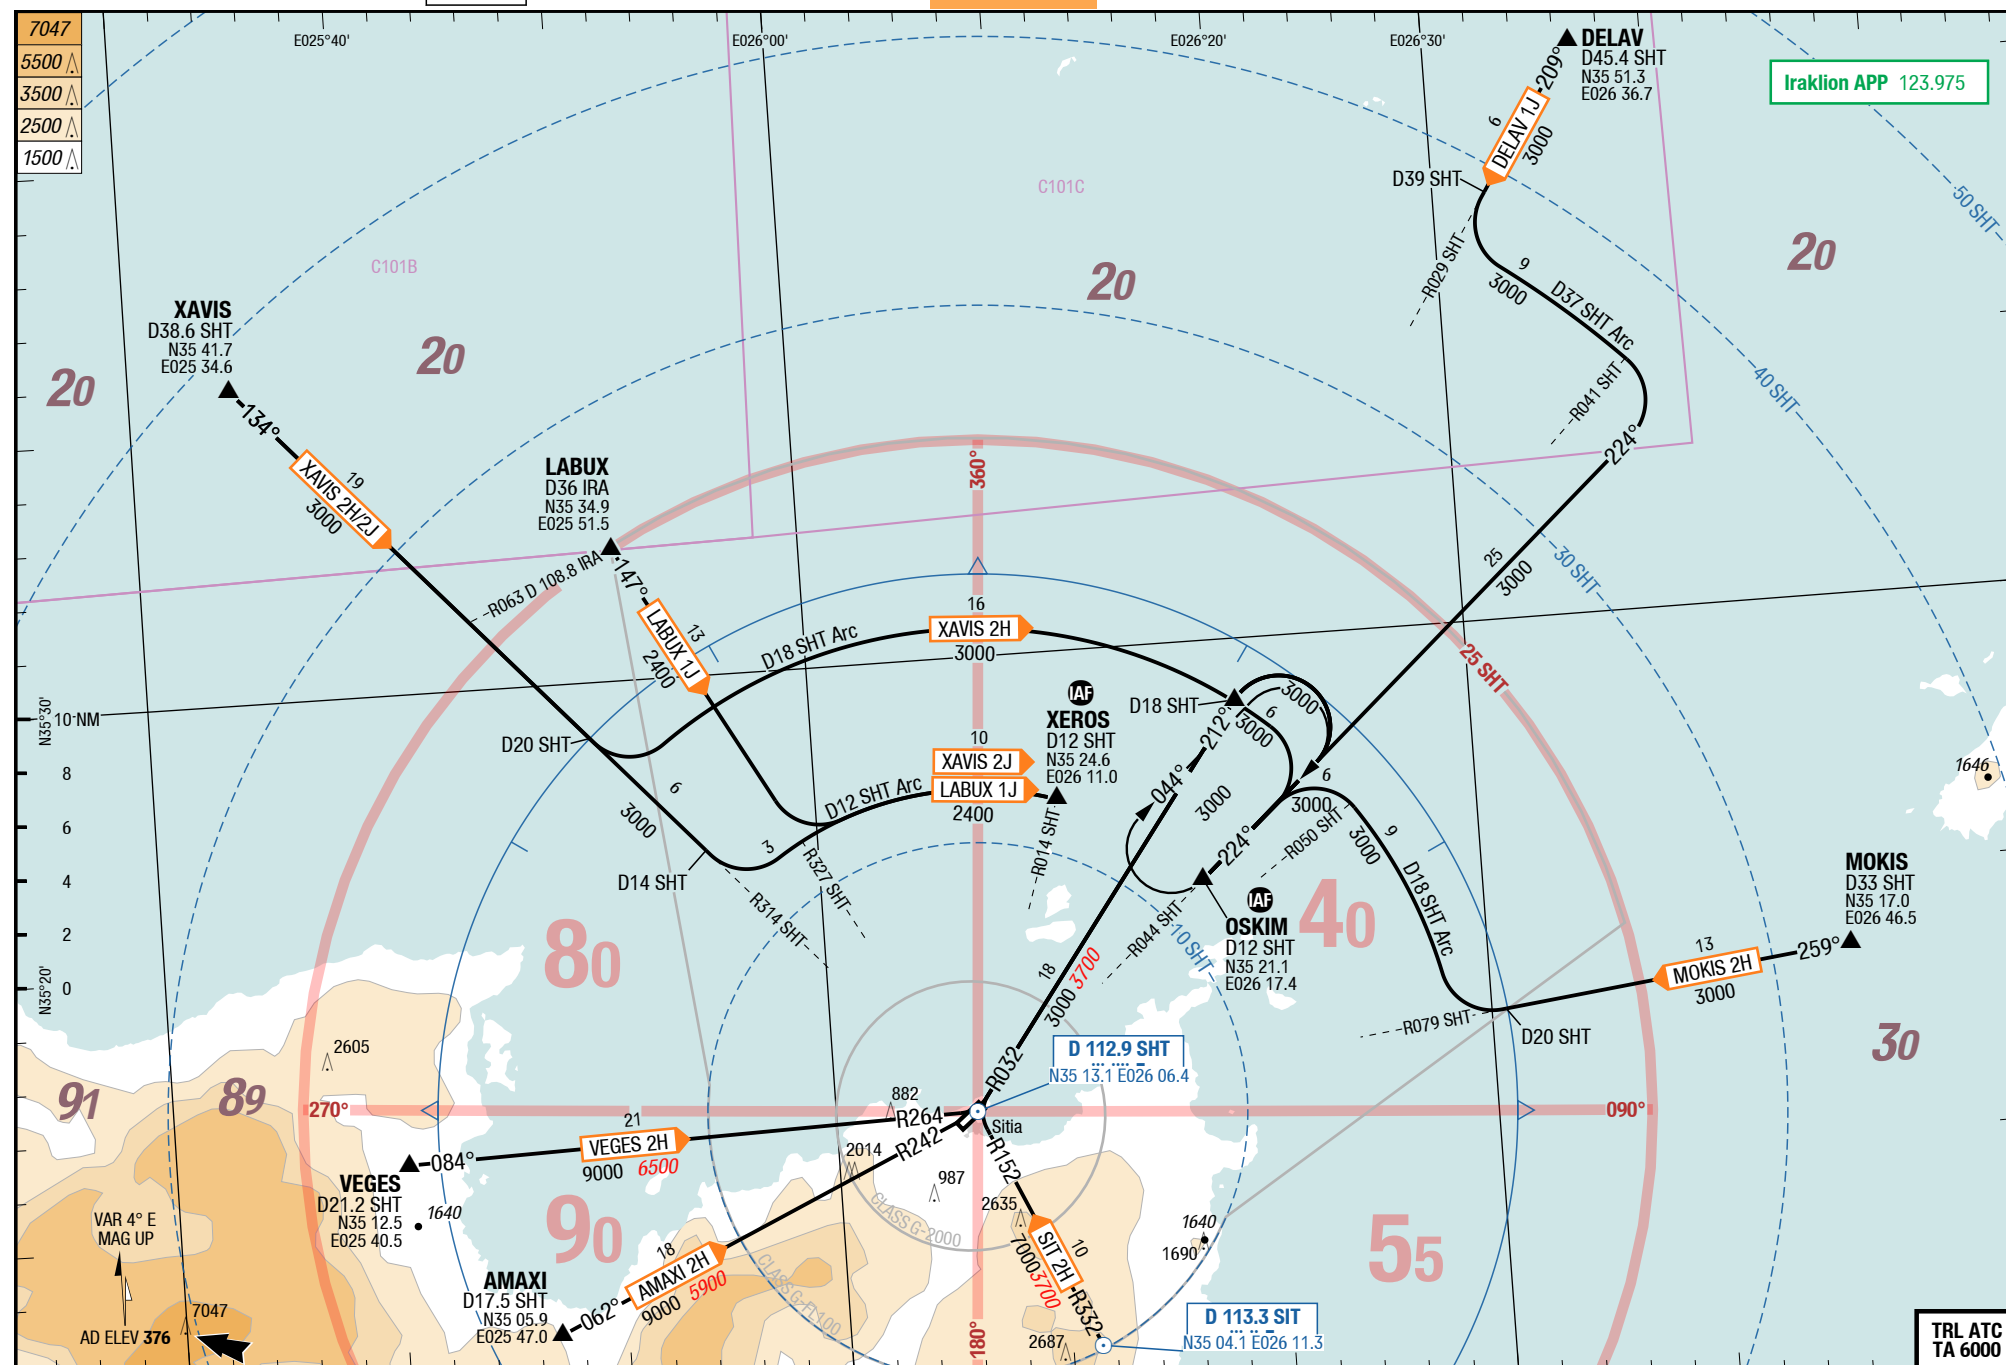 7047
5500
3500
2500
1500
E025°40'
E026°00'
E026°20'
E026°30'
DELAV
D45.4 SHT
N35 51.3
E026 36.7
Iraklion APP 123.975
209°
6
DELAV 1J
3000
D39 SHT
C101C
C101B
50 SHT
20
20
20
20
R029 SHT
9
3000
D37 SHT Arc
R041 SHT
40 SHT
224°
XAVIS
D38.6 SHT
N35 41.7
E025 34.6
134°
19
XAVIS 2H/2J
3000
LABUX
D36 IRA
N35 34.9
E025 51.5
360°
R063 D 108.8 IRA
147°
13
LABUX 1J
2400
25
3000
30 SHT
25 SHT
16
XAVIS 2H
3000
D18 SHT Arc
D20 SHT
N35°30'
10 NM
8
6
4
2
0
N35°20'
IAF
XEROS
D12 SHT
N35 24.6
E026 11.0
D18 SHT
212°
3000
6
3000
10
XAVIS 2J
LABUX 1J
2400
D12 SHT Arc
6
3000
3
D14 SHT
R327 SHT
R314 SHT
R014 SHT
044°
3000
224°
6
3000
R050 SHT
9
3000
D18 SHT Arc
1646
IAF
OSKIM
D12 SHT
N35 21.1
E026 17.4
R044 SHT
10 SHT
40
80
MOKIS
D33 SHT
N35 17.0
E026 46.5
259°
13
MOKIS 2H
3000
R079 SHT
D20 SHT
30
18
3000 3700
R032
D 112.9 SHT
N35 13.1 E026 06.4
2605
91
89
270°
882
R264
R242
Sitia
090°
21
VEGES 2H
9000 6500
084°
VEGES
D21.2 SHT
N35 12.5
E025 40.5
1640
2014
987
R152
2635
CLASS G-2000
CLASS G-FL100
90
55
10
SIT 2H
7000 3700
R332
1640
1690
VAR 4° E
MAG UP
AD ELEV 376
7047
AMAXI
D17.5 SHT
N35 05.9
E025 47.0
062°
18
AMAXI 2H
9000 5900
180°
2687
D 113.3 SIT
N35 04.1 E026 11.3
TRL ATC
TA 6000